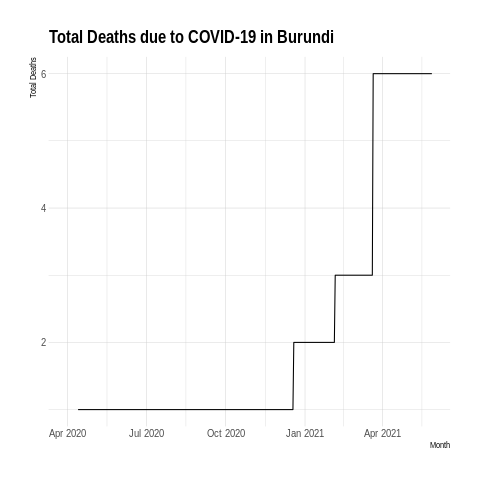 Total Deaths due to COVID-19 in Burundi
Total Deaths
6
4
2
Apr 2020 Jul 2020 Oct 2020 Jan 2021 Apr 2021
Month